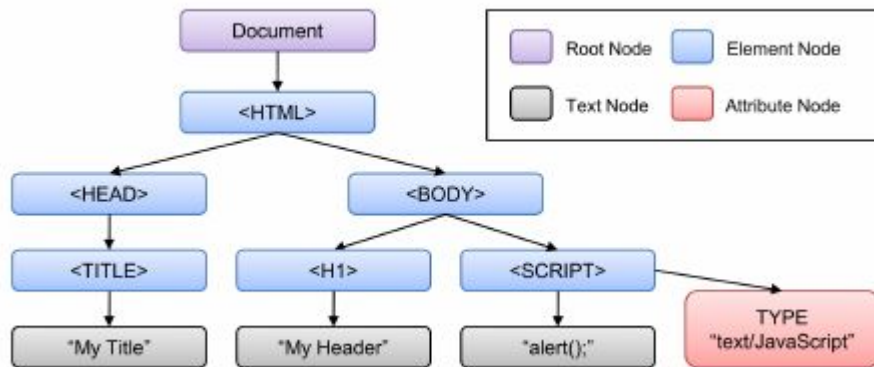 Document
Root Node
Element Node
Text Node
Attribute Node
<HTML>
<HEAD>
<BODY>
<TITLE>
<H1>
<SCRIPT>
"My Title"
"My Header"
"alert();"
TYPE
"text/JavaScript"